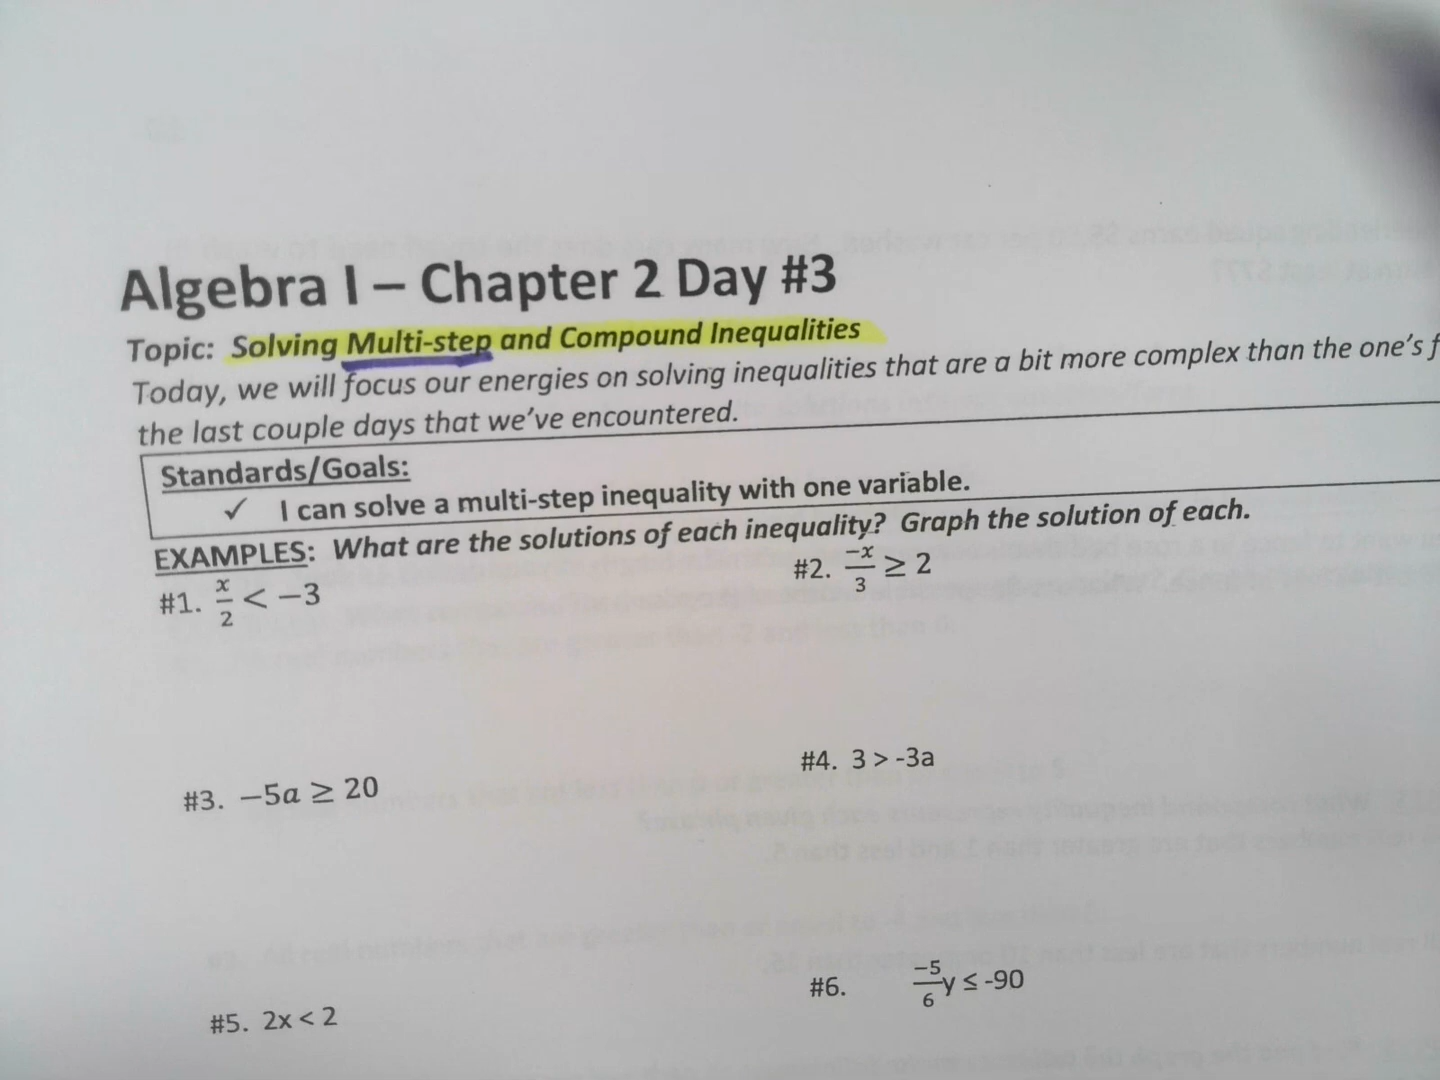 Algebra I – Chapter 2 Day #3
Topic: Solving Multi-step and Compound Inequalities
Today, we will focus our energies on solving inequalities that are a bit more complex than the one's
the last couple days that we've encountered.
Standards/Goals:
✓ I can solve a multi-step inequality with one variable.
EXAMPLES: What are the solutions of each inequality? Graph the solution of each.
#1. x/2 < −3 #2. −x/3 ≥ 2
#3. −5a ≥ 20 #4. 3 > -3a
#5. 2x < 2 #6. −5/6 y ≤ -90